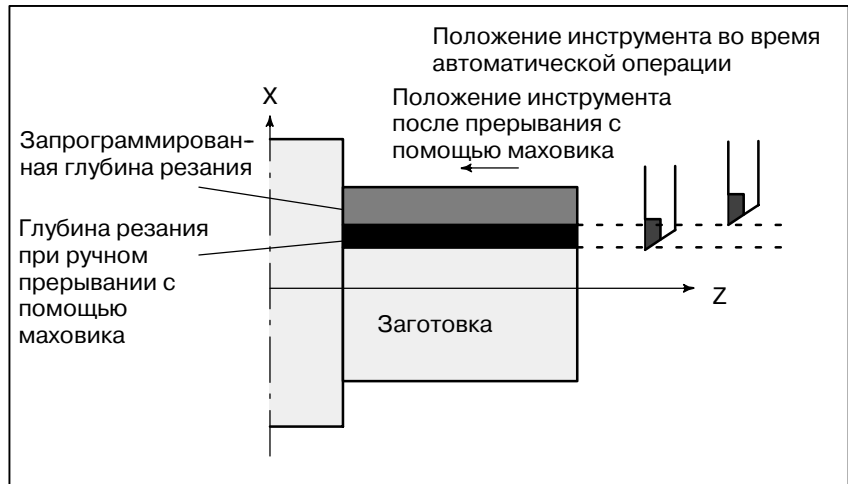 Положение инструмента во время
автоматической операции
Положение инструмента
после прерывания с
помощью маховика
X
Запрограммирован-
ная глубина резания
Глубина резания
при ручном
прерывании с
помощью
маховика
Z
Заготовка